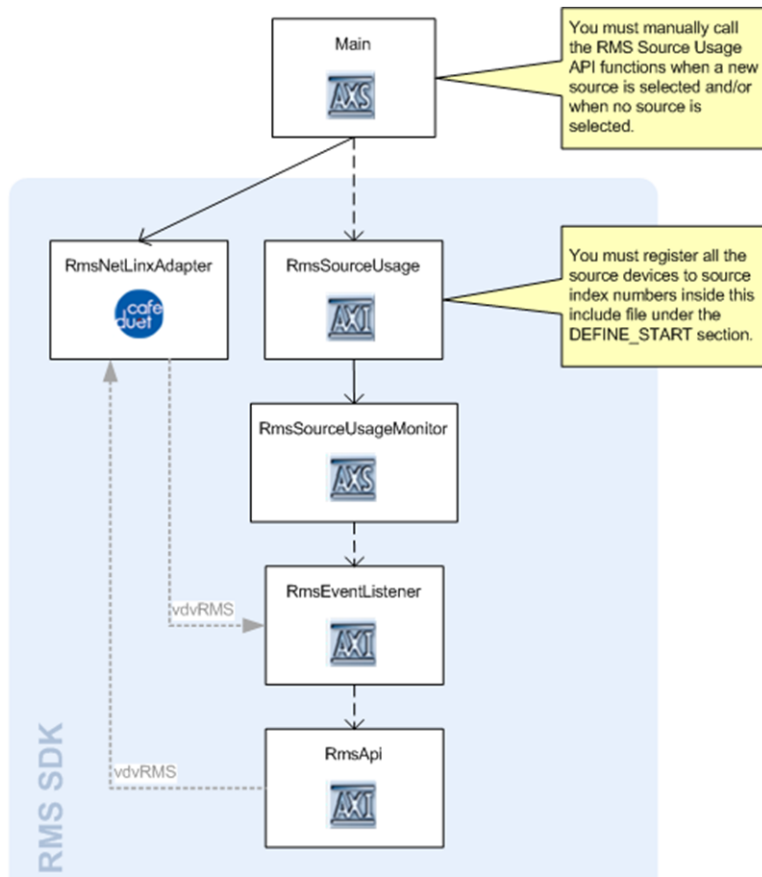 Main
AXS
You must manually call
the RMS Source Usage
API functions when a new
source is selected and/or
when no source is
selected.
RmsNetLinxAdapter
cafe
duet
RmsSourceUsage
AXI
You must register all the
source devices to source
index numbers inside this
include file under the
DEFINE_START section.
RmsSourceUsageMonitor
AXS
RmsEventListener
AXI
vdvRMS
RmsApi
AXI
vdvRMS
RMS SDK